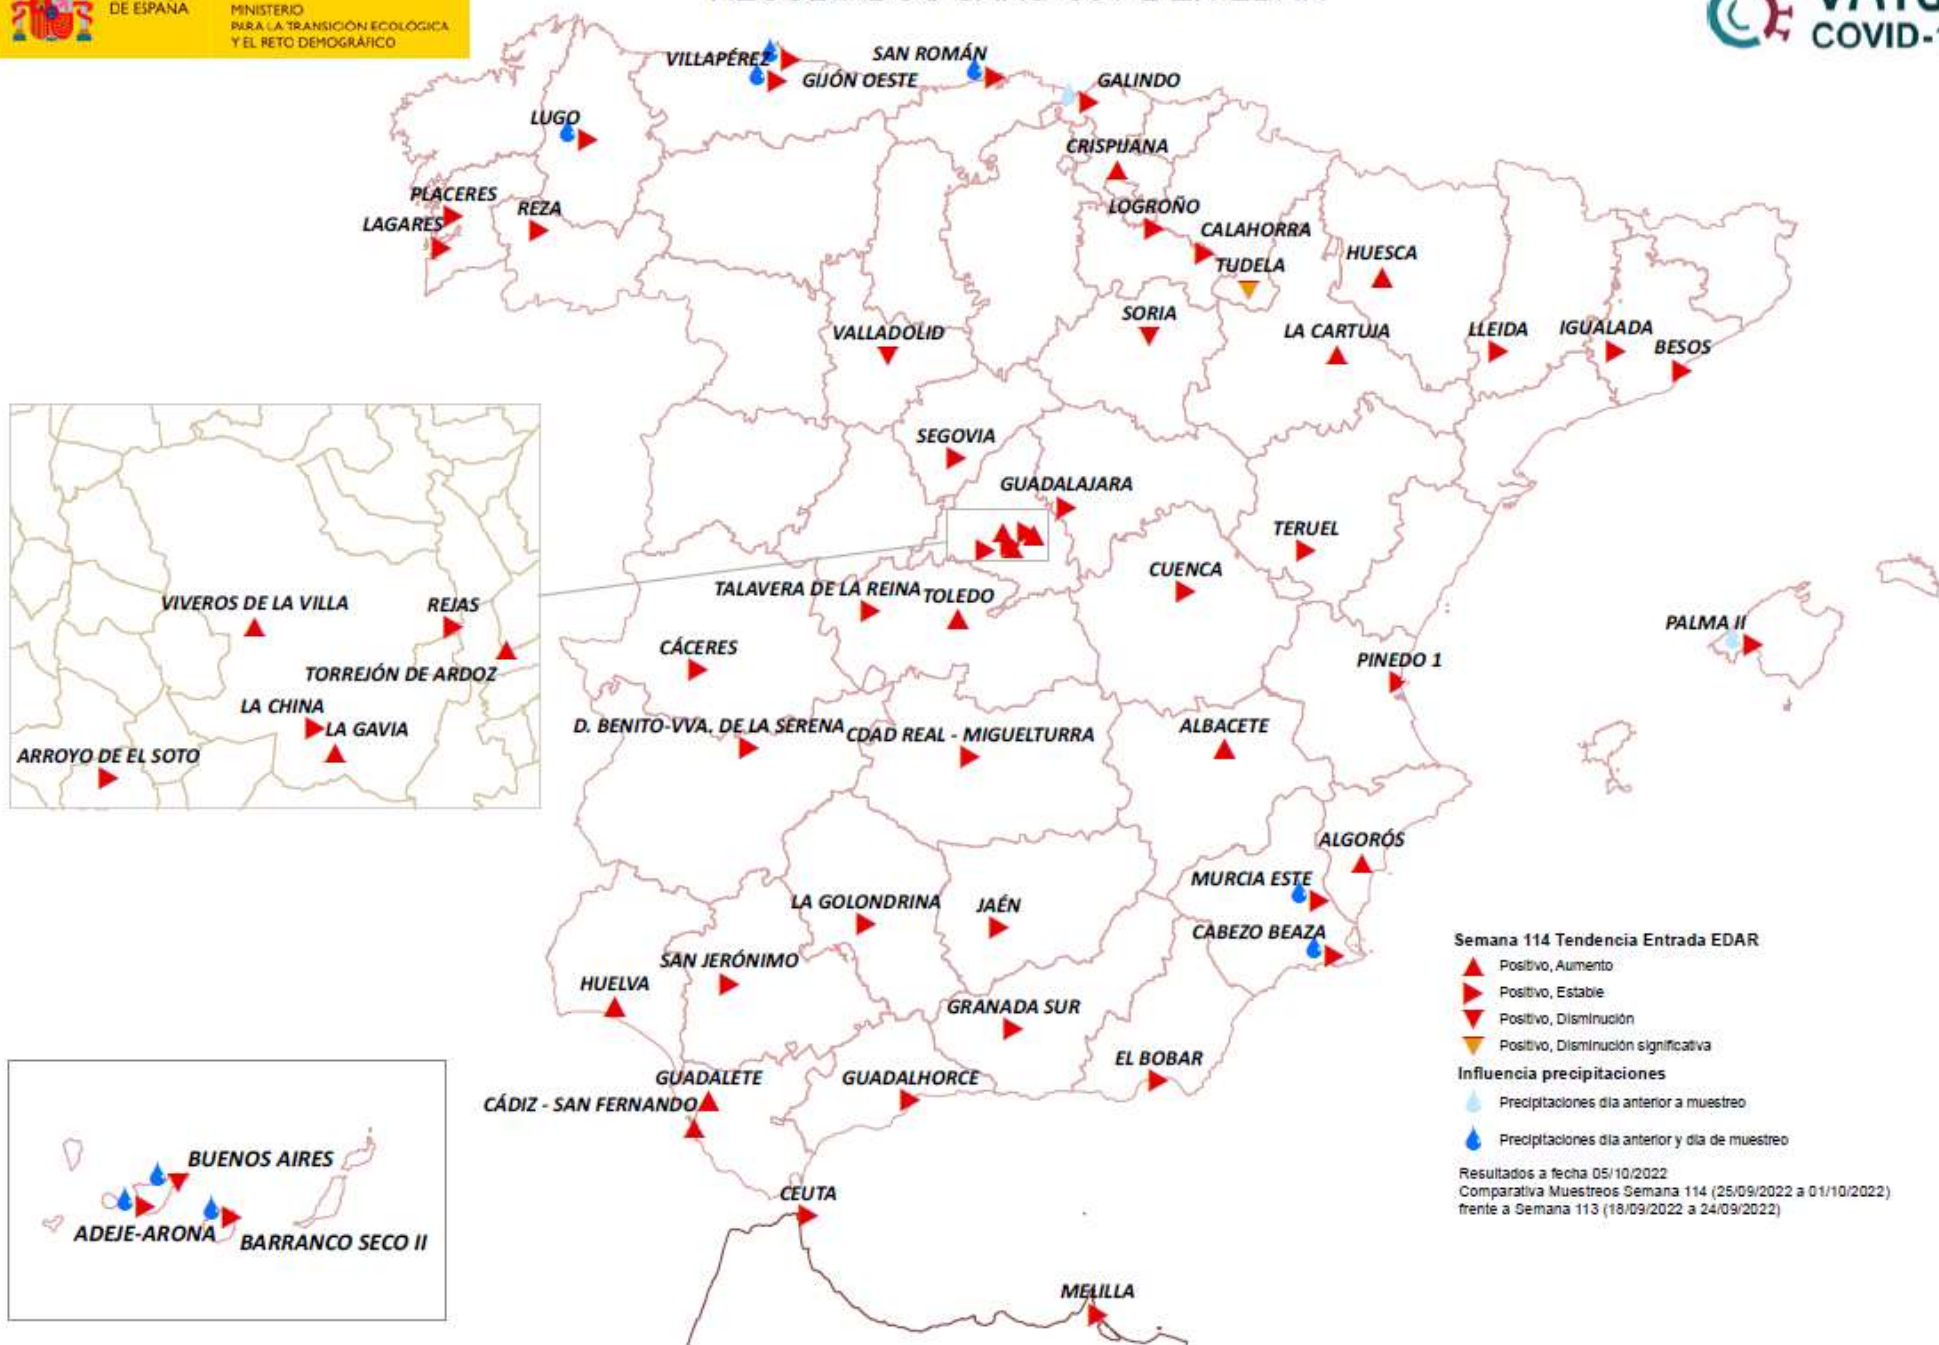 DE ESPAÑA
MINISTERIO
PARA LA TRANSICIÓN ECOLÓGICA
Y EL RETO DEMOGRÁFICO
COVID-1
VILLAPÉREZ
SAN ROMÁN
GIJÓN OESTE
GALINDO
LUGO
CRISPIJANA
PLACERES
REZA
LOGROÑO
LAGARES
CALAHORRA
HUESCA
TUDELA
SORIA
VALLADOLID
LA CARTUJA
LLEIDA
IGUALADA
BESOS
SEGOVIA
GUADALAJARA
TERUEL
CUENCA
TALAVERA DE LA REINA
TOLEDO
VIVEROS DE LA VILLA
REJAS
PALMA II
CÁCERES
PINEDO 1
TORREJÓN DE ARDOZ
LA CHINA
LA GAVIA
D. BENITO-VVA. DE LA SERENA
CDAD REAL - MIGUELTURRA
ALBACETE
ARROYO DE EL SOTO
ALGORÓS
MURCIA ESTE
LA GOLONDRINA
JAÉN
CABEZO BEAZA
SAN JERÓNIMO
HUELVA
GRANADA SUR
EL BOBAR
GUADALETE
GUADALHORCE
CÁDIZ - SAN FERNANDO
BUENOS AIRES
CEUTA
ADEJE-ARONA
BARRANCO SECO II
MELILLA
Semana 114 Tendencia Entrada EDAR
Positivo, Aumento
Positivo, Estable
Positivo, Disminución
Positivo, Disminución significativa
Influencia precipitaciones
Precipitaciones día anterior a muestreo
Precipitaciones día anterior y día de muestreo
Resultados a fecha 05/10/2022
Comparativa Muestreos Semana 114 (25/09/2022 a 01/10/2022)
frente a Semana 113 (18/09/2022 a 24/09/2022)